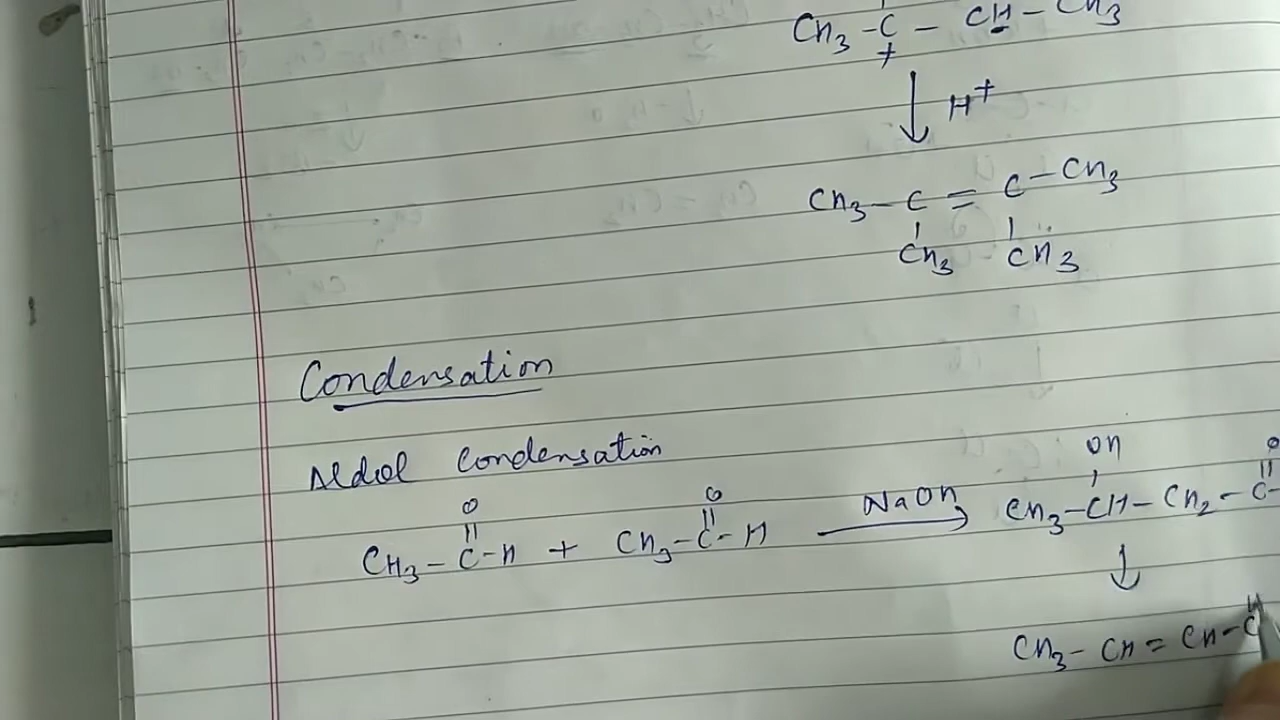 CH3 - C - CH - CH3
+
↓ H+
CH3 - C = C - CH3
CH3 CH3
Condensation
Aldol Condensation
O O OH O
CH3 - C - H + CH3 - C - H NaOH → CH3 - CH - CH2 - C -
↓
CH3 - CH = CH - C